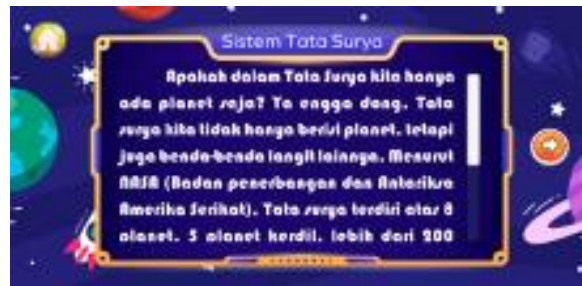 Sistem Tata Surya
Apakah dalam Tata Surya kita hanya
ada planet saja? Ya engga dong. Tata
surya kita tidak hanya berisi planet, tetapi
juga benda-benda langit lainnya. Menurut
NASA (Badan penerbangan dan Antariksa
Amerika Serikat). Tata surya terdiri atas 8
planet, 5 planet kerdil, lebih dari 200